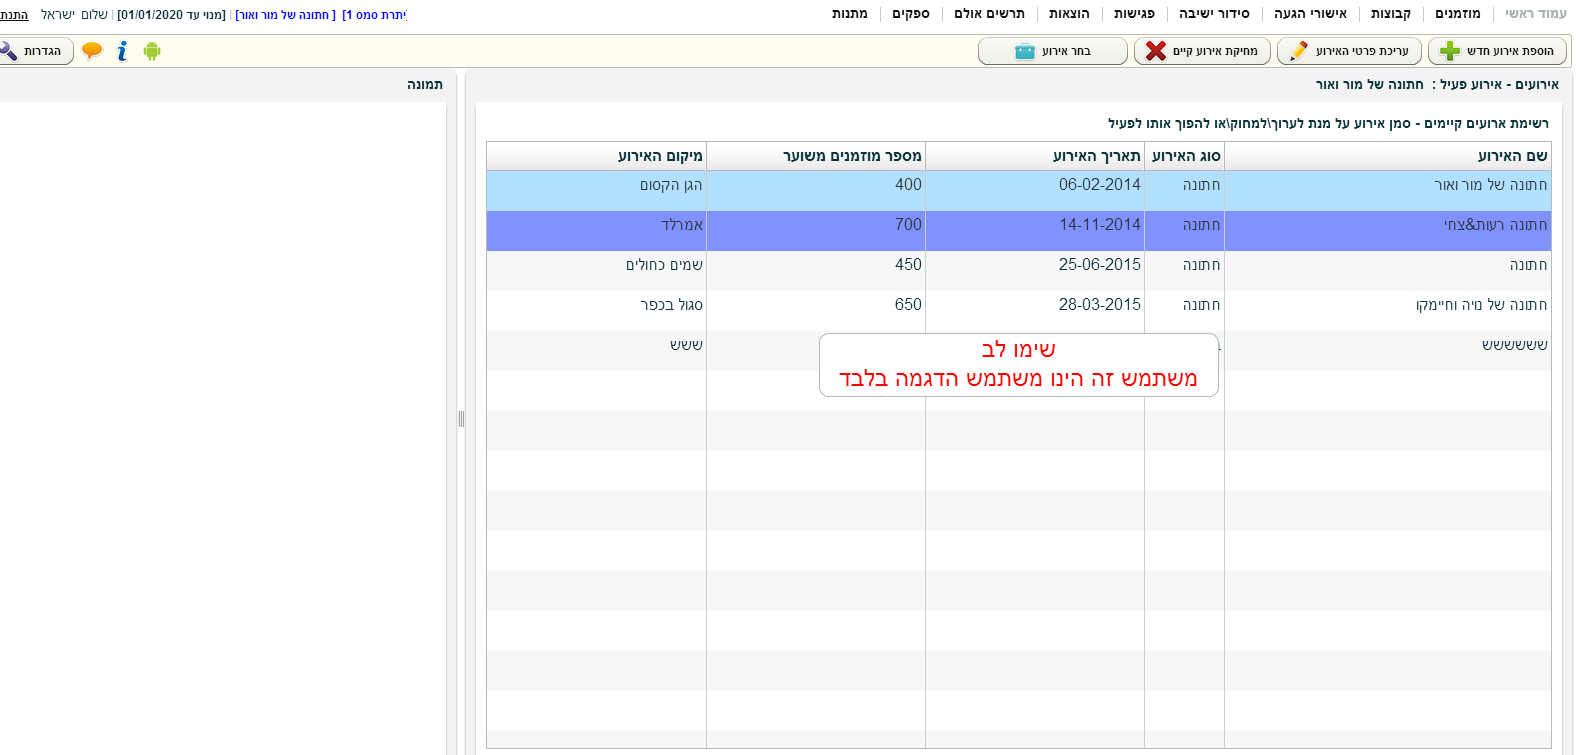 עמוד ראשי | מוזמנים | קבוצות | אישורי הגעה | סידור ישיבה | פגישות | הוצאות | תרשים אולם | ספקים | מתנות
יתרת סמס 1] [ חתונה של מור ואור] | [מנוי עד 01/01/2020] | שלום ישראל
הוספת אירוע חדש
עריכת פרטי האירוע
מחיקת אירוע קיים
בחר אירוע
הגדרות
אירועים - אירוע פעיל : חתונה של מור ואור
תמונה
רשימת ארועים קיימים - סמן אירוע על מנת לערוך\למחוק\או להפוך אותו לפעיל
שם האירוע סוג האירוע תאריך האירוע מספר מוזמנים משוער מיקום האירוע
חתונה של מור ואור חתונה 06-02-2014 400 הגן הקסום
חתונה רעות&צחי חתונה 14-11-2014 700 אמרלד
חתונה חתונה 25-06-2015 450 שמים כחולים
חתונה של נויה וחיימקו חתונה 28-03-2015 650 סגול בכפר
שששששש ששש
שימו לב
משתמש זה הינו משתמש הדגמה בלבד